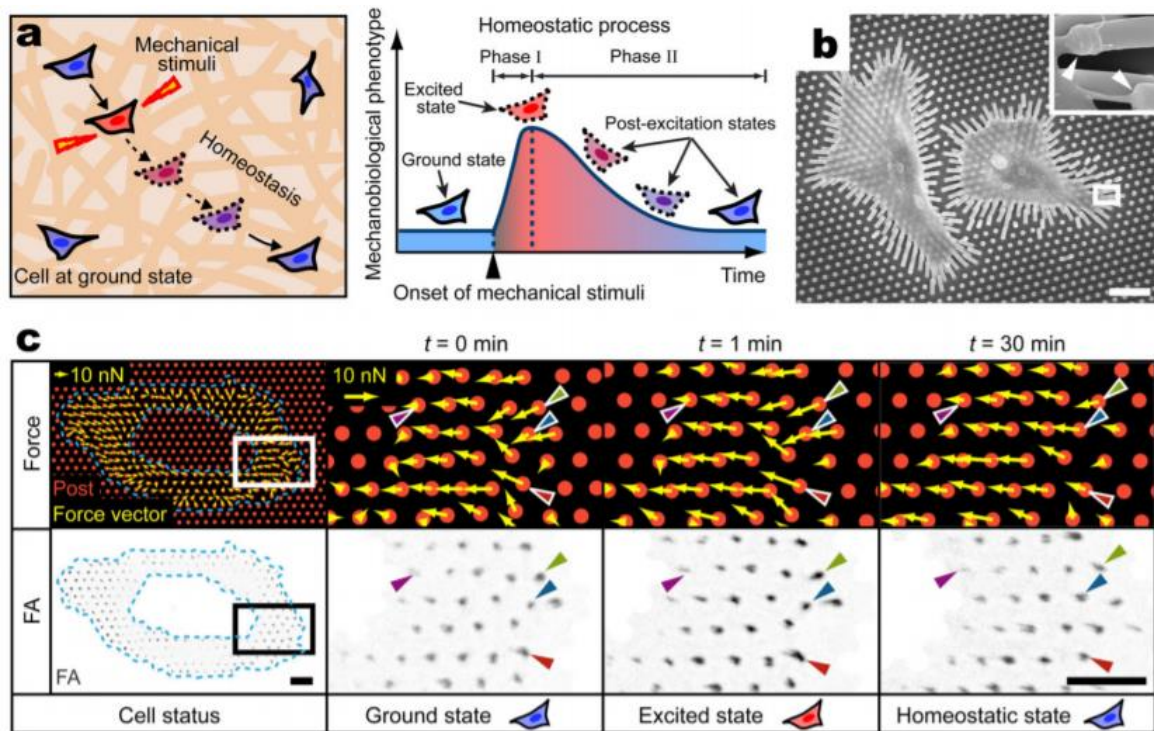 a
Mechanical
stimuli
Homeostasis
Cell at ground state
Mechanobiological phenotype
Homeostatic process
Phase I
Phase II
Excited
state
Post-excitation states
Ground state
Time
Onset of mechanical stimuli
b
c
t = 0 min
t = 1 min
t = 30 min
Force
10 nN
Post
Force vector
10 nN
FA
FA
Cell status
Ground state
Excited state
Homeostatic state